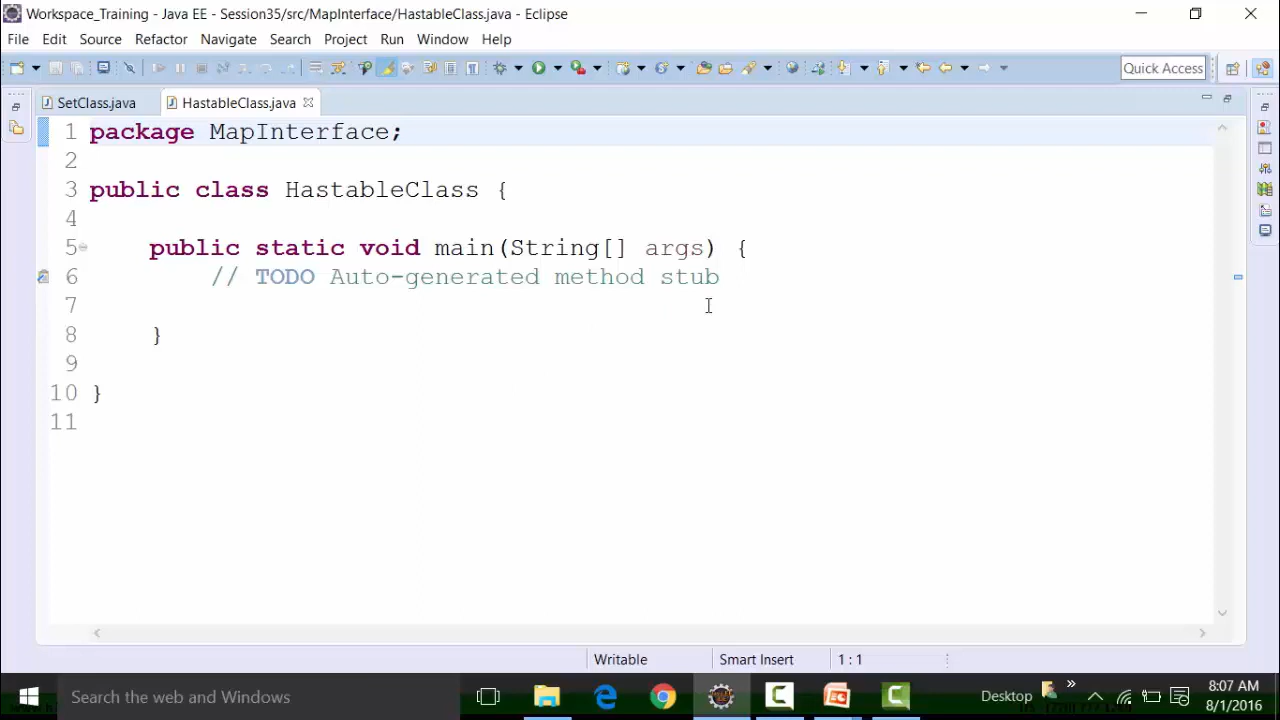 Workspace_Training - Java EE - Session35/src/MapInterface/HastableClass.java - Eclipse
File Edit Source Refactor Navigate Search Project Run Window Help
Quick Access
SetClass.java HastableClass.java
1 package MapInterface;
2
3 public class HastableClass {
4
5 public static void main(String[] args) {
6 // TODO Auto-generated method stub
7
8 }
9
10 }
11
Writable Smart Insert 1 : 1
Search the web and Windows
Desktop
8:07 AM
8/1/2016